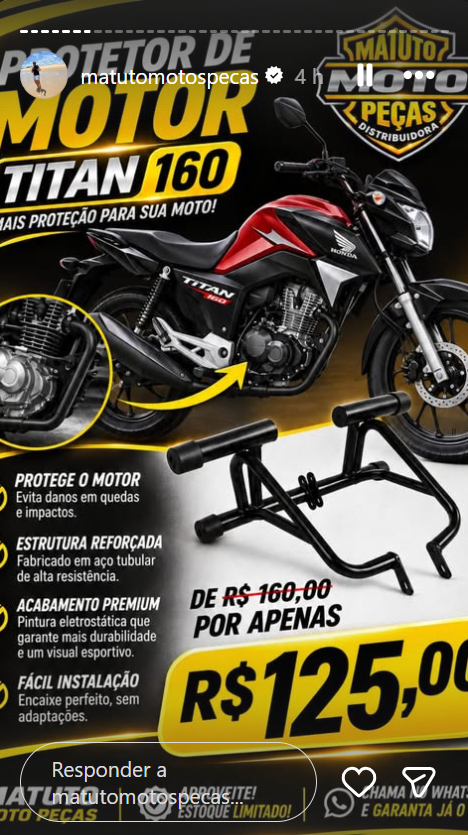 PROTETOR DE
matutomotospecas 4 h
MATUTO
MOTO
PEÇAS
DISTRIBUIDORA
MOTOR
TITAN 160
MAIS PROTEÇÃO PARA SUA MOTO!
HONDA
TITAN
160
PROTEGE O MOTOR
Evita danos em quedas
e impactos.
ESTRUTURA REFORÇADA
Fabricado em aço tubular
de alta resistência.
ACABAMENTO PREMIUM
Pintura eletrostática que
garante mais durabilidade
e um visual esportivo.
FÁCIL INSTALAÇÃO
Encaixe perfeito, sem
adaptações.
DE R$ 160,00
POR APENAS
R$125,00
Responder a
matutomotospecas...
MATUTO
MOTO PEÇAS
APROVEITE!
ESTOQUE LIMITADO!
CHAMA NO WHATS
E GARANTA JÁ O